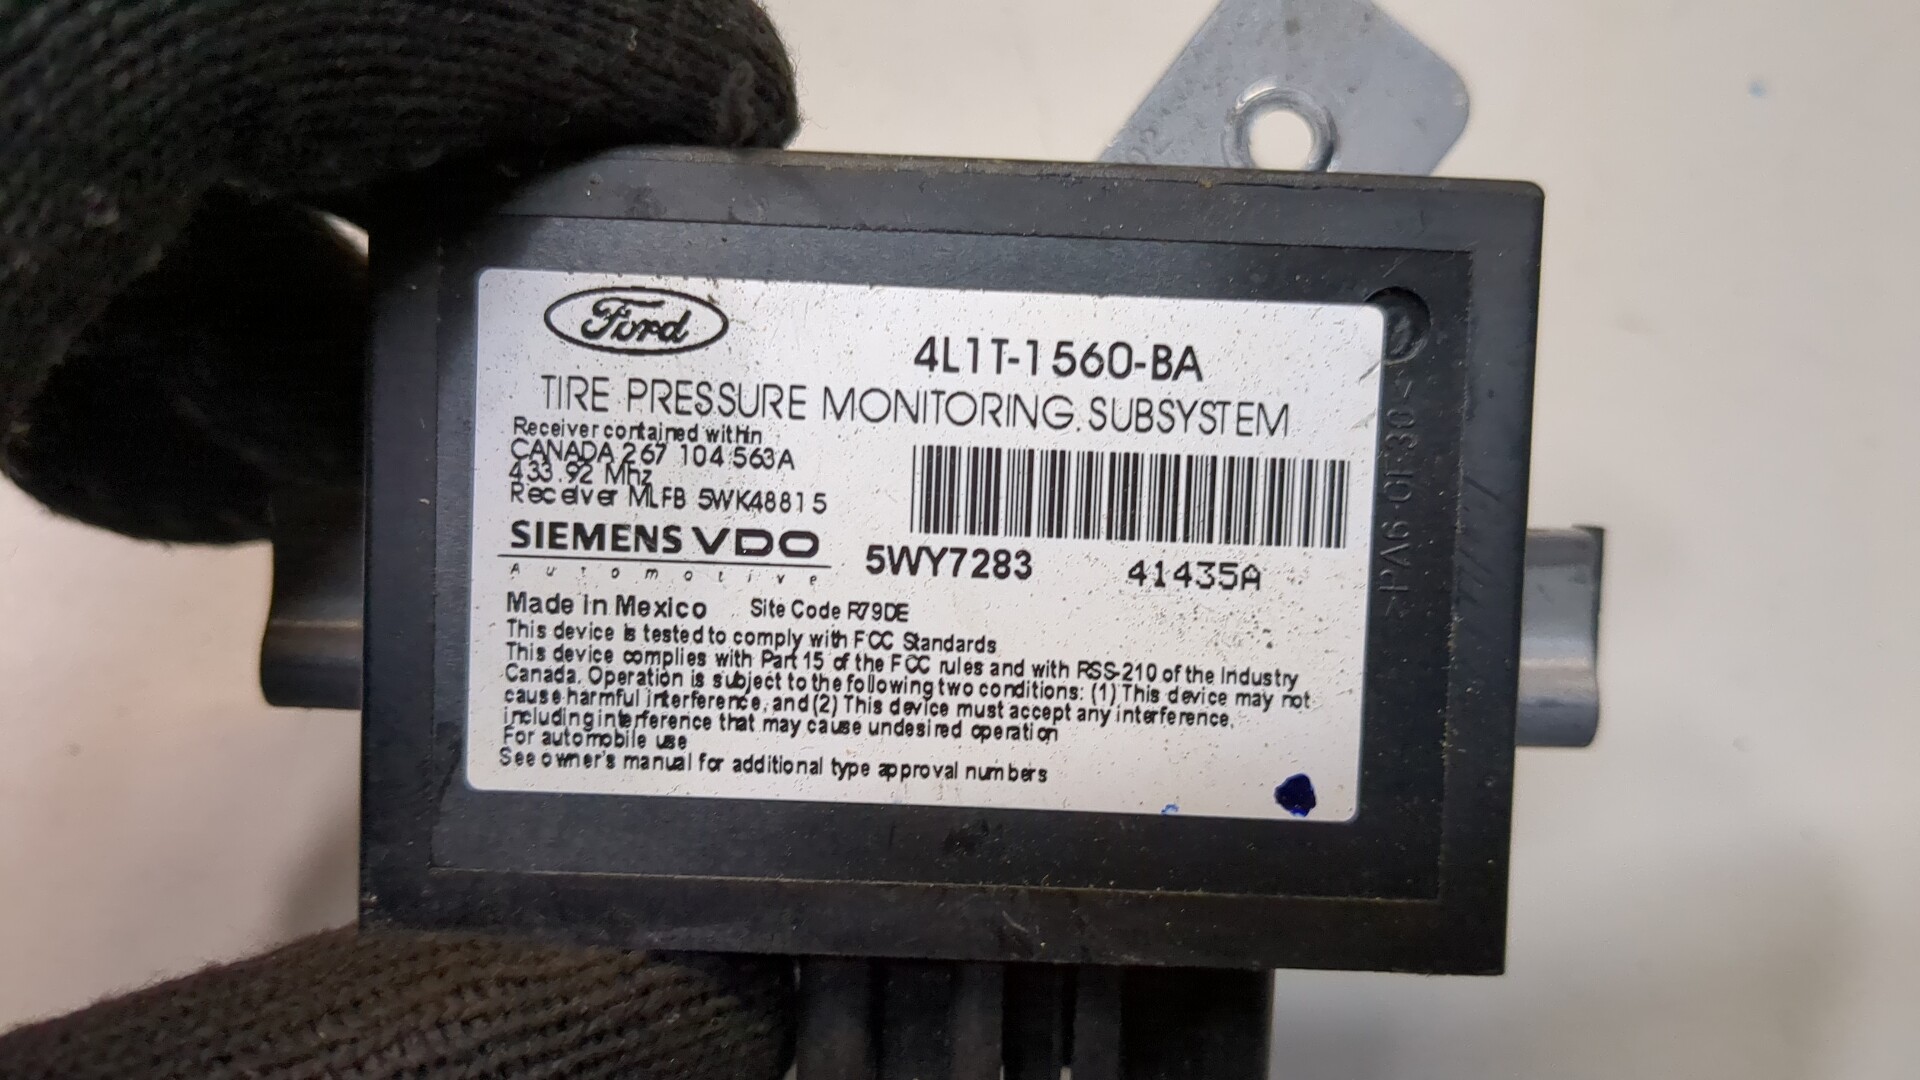 Ford
4L1T-1560-BA
TIRE PRESSURE MONITORING SUBSYSTEM
Receiver contained within
CANADA 267 104 563A
433.92 Mhz
Receiver MLFB 5WK48815
SIEMENS VDO
Automotive
5WY7283
41435A
Made in Mexico Site Code R79DE
This device is tested to comply with FCC Standards
This device complies with Part 15 of the FCC rules and with RSS-210 of the Industry
Canada. Operation is subject to the following two conditions: (1) This device may not
cause harmful interference, and (2) This device must accept any interference,
including interference that may cause undesired operation
For automobile use
See owner's manual for additional type approval numbers
>PA6-GF30<